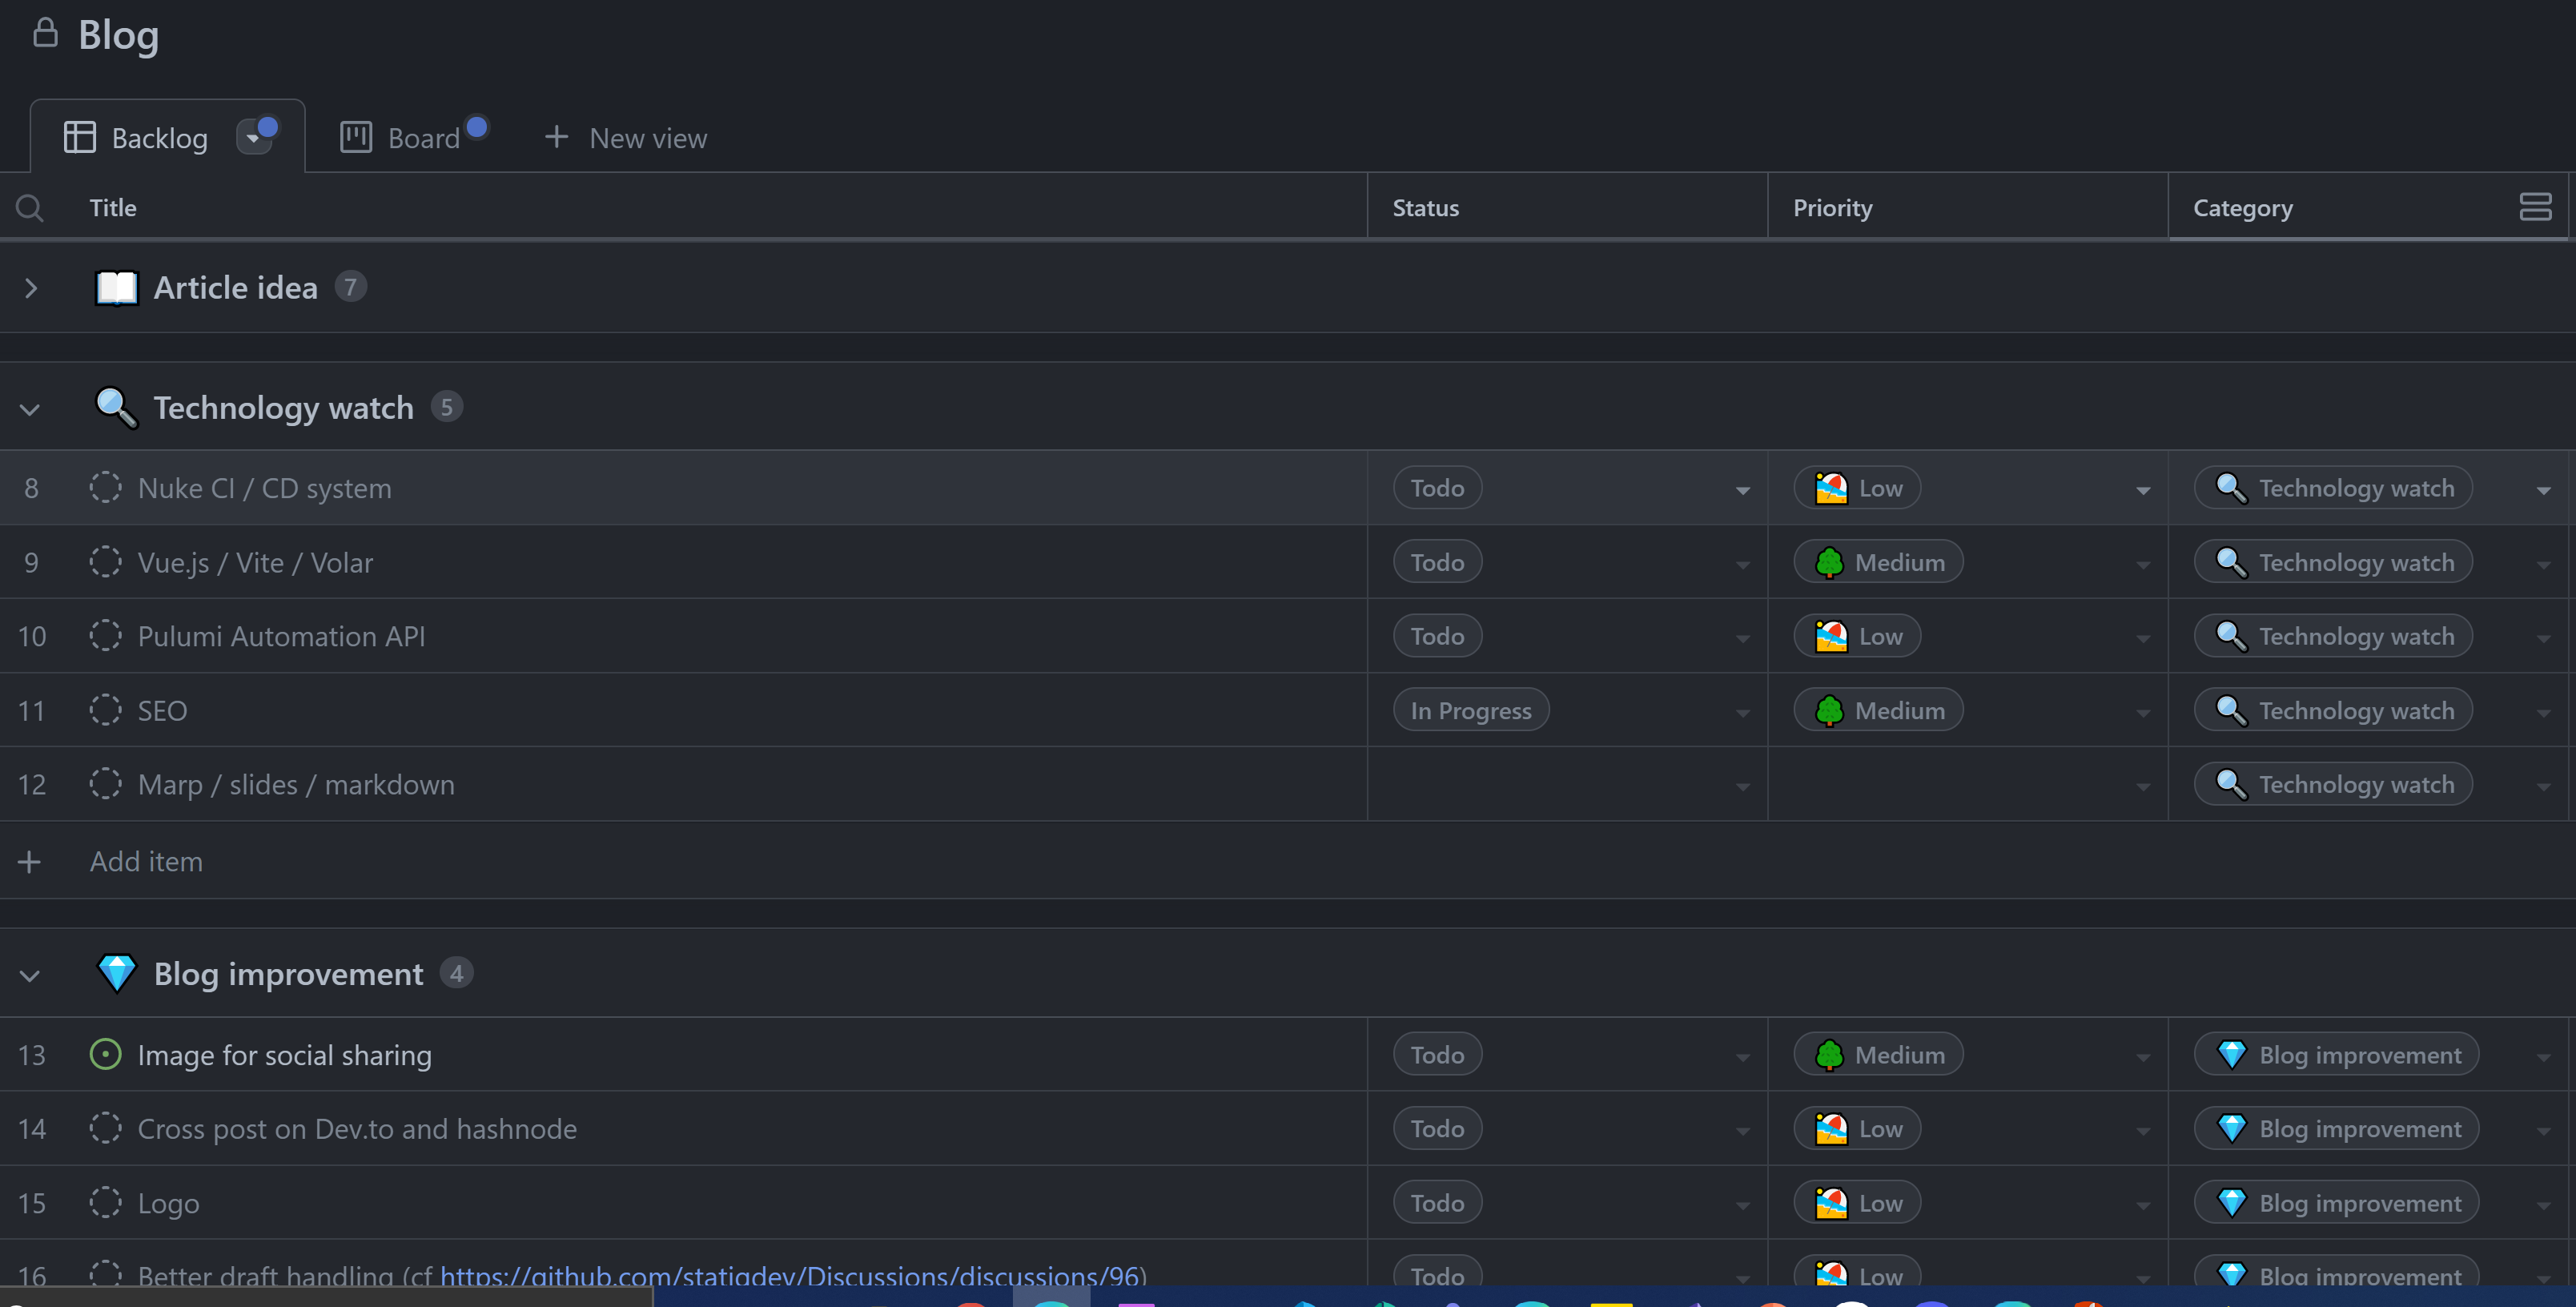 Blog
Backlog Board New view
Title Status Priority Category
Article idea 7
Technology watch 5
8 Nuke CI / CD system Todo Low Technology watch
9 Vue.js / Vite / Volar Todo Medium Technology watch
10 Pulumi Automation API Todo Low Technology watch
11 SEO In Progress Medium Technology watch
12 Marp / slides / markdown Technology watch
Add item
Blog improvement 4
13 Image for social sharing Todo Medium Blog improvement
14 Cross post on Dev.to and hashnode Todo Low Blog improvement
15 Logo Todo Low Blog improvement
16 Better draft handling (cf https://github.com/statiqdev/Discussions/discussions/96) Todo Low Blog improvement